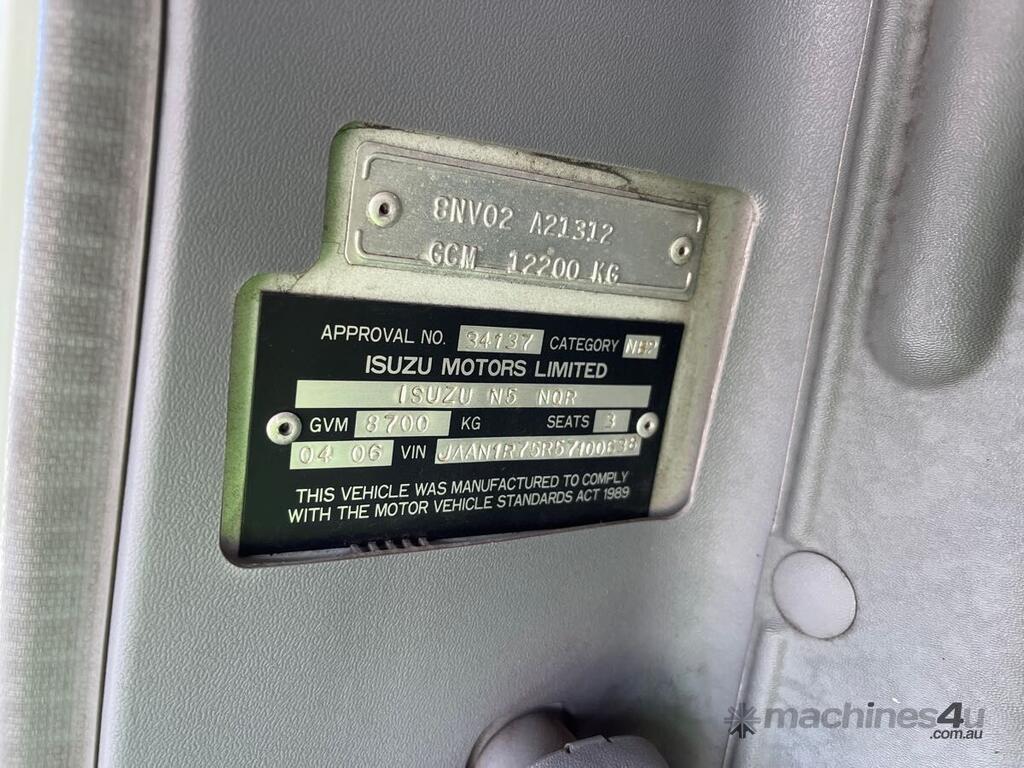 8NV02 A21312
GCM 12200 KG
APPROVAL NO. 34137 CATEGORY NB2
ISUZU MOTORS LIMITED
ISUZU N5 NQR
GVM 8700 KG SEATS 3
04 06 VIN JAAN1R75R57100638
THIS VEHICLE WAS MANUFACTURED TO COMPLY
WITH THE MOTOR VEHICLE STANDARDS ACT 1989
machines4u
.com.au